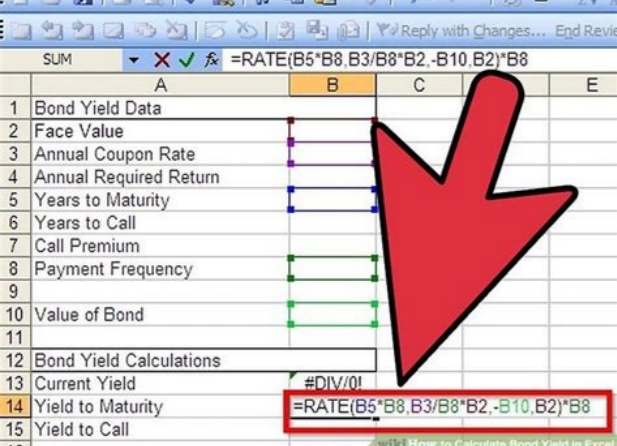 Reply with Changes... End Revie
SUM =RATE(B5*B8,B3/B8*B2,-B10,B2)*B8
A B C E
1 Bond Yield Data
2 Face Value
3 Annual Coupon Rate
4 Annual Required Return
5 Years to Maturity
6 Years to Call
7 Call Premium
8 Payment Frequency
9
10 Value of Bond
11
12 Bond Yield Calculations
13 Current Yield #DIV/0!
14 Yield to Maturity =RATE(B5*B8,B3/B8*B2,-B10,B2)*B8
15 Yield to Call
wikiHow to Calculate Bond Yield in Excel